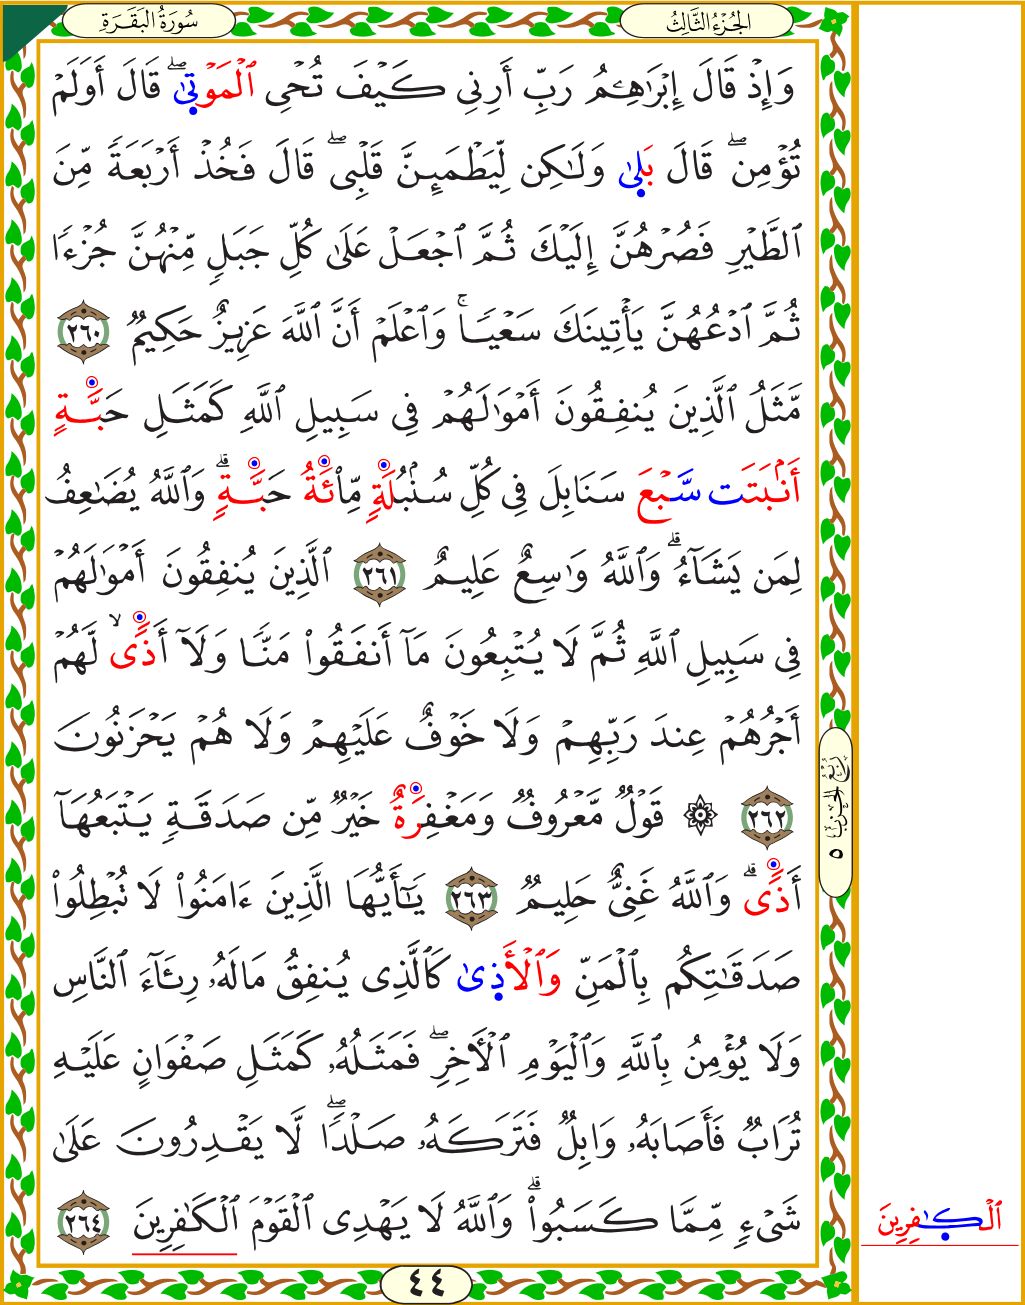 سُورَةُ الْبَقَرَةِ
الْجُزْءُ الثَّالِثُ
وَإِذْ قَالَ إِبْرَٰهِۦمُ رَبِّ أَرِنِي كَيْفَ تُحْيِ ٱلْمَوْتِىٰۖ قَالَ أَوَلَمْ
تُؤْمِنۖ قَالَ بَلِىٰ وَلَٰكِن لِّيَطْمَئِنَّ قَلْبِيۖ قَالَ فَخُذْ أَرْبَعَةً مِّنَ
ٱلطَّيْرِ فَصُرْهُنَّ إِلَيْكَ ثُمَّ ٱجْعَلْ عَلَىٰ كُلِّ جَبَلٍ مِّنْهُنَّ جُزْءًا
ثُمَّ ٱدْعُهُنَّ يَأْتِينَكَ سَعْيًاۚ وَٱعْلَمْ أَنَّ ٱللَّهَ عَزِيزٌ حَكِيمٌ ٢٦٠
مَّثَلُ ٱلَّذِينَ يُنفِقُونَ أَمْوَٰلَهُمْ فِي سَبِيلِ ٱللَّهِ كَمَثَلِ حَبَّةٍ
أَنۢبَتَت سَّبْعَ سَنَابِلَ فِي كُلِّ سُنۢبُلَةٍ مِّا۟ئَةُ حَبَّةٍۗ وَٱللَّهُ يُضَٰعِفُ
لِمَن يَشَآءُۗ وَٱللَّهُ وَٰسِعٌ عَلِيمٌ ٢٦١ ٱلَّذِينَ يُنفِقُونَ أَمْوَٰلَهُمْ
فِي سَبِيلِ ٱللَّهِ ثُمَّ لَا يُتْبِعُونَ مَآ أَنفَقُوا۟ مَنًّا وَلَآ أَذًىۙ لَّهُمْ
أَجْرُهُمْ عِندَ رَبِّهِمْ وَلَا خَوْفٌ عَلَيْهِمْ وَلَا هُمْ يَحْزَنُونَ
٢٦٢ ۞ قَوْلٌ مَّعْرُوفٌ وَمَغْفِرَةٌ خَيْرٌ مِّن صَدَقَةٍ يَتْبَعُهَآ
أَذًىۗ وَٱللَّهُ غَنِيٌّ حَلِيمٌ ٢٦٣ يَٰٓأَيُّهَا ٱلَّذِينَ ءَامَنُوا۟ لَا تُبْطِلُوا۟
صَدَقَٰتِكُم بِٱلْمَنِّ وَٱلْأَذِىٰ كَٱلَّذِى يُنفِقُ مَالَهُۥ رِئَآءَ ٱلنَّاسِ
وَلَا يُؤْمِنُ بِٱللَّهِ وَٱلْيَوْمِ ٱلْأَخِرِۖ فَمَثَلُهُۥ كَمَثَلِ صَفْوَانٍ عَلَيْهِ
تُرَابٌ فَأَصَابَهُۥ وَابِلٌ فَتَرَكَهُۥ صَلْدًاۖ لَّا يَقْدِرُونَ عَلَىٰ
شَىْءٍ مِّمَّا كَسَبُوا۟ۗ وَٱللَّهُ لَا يَهْدِى ٱلْقَوْمَ ٱلْكَٰفِرِينَ ٢٦٤
ٱلْكِٰفِرِينَ
رُبْعُ الْحِزْبِ ٥
٤٤